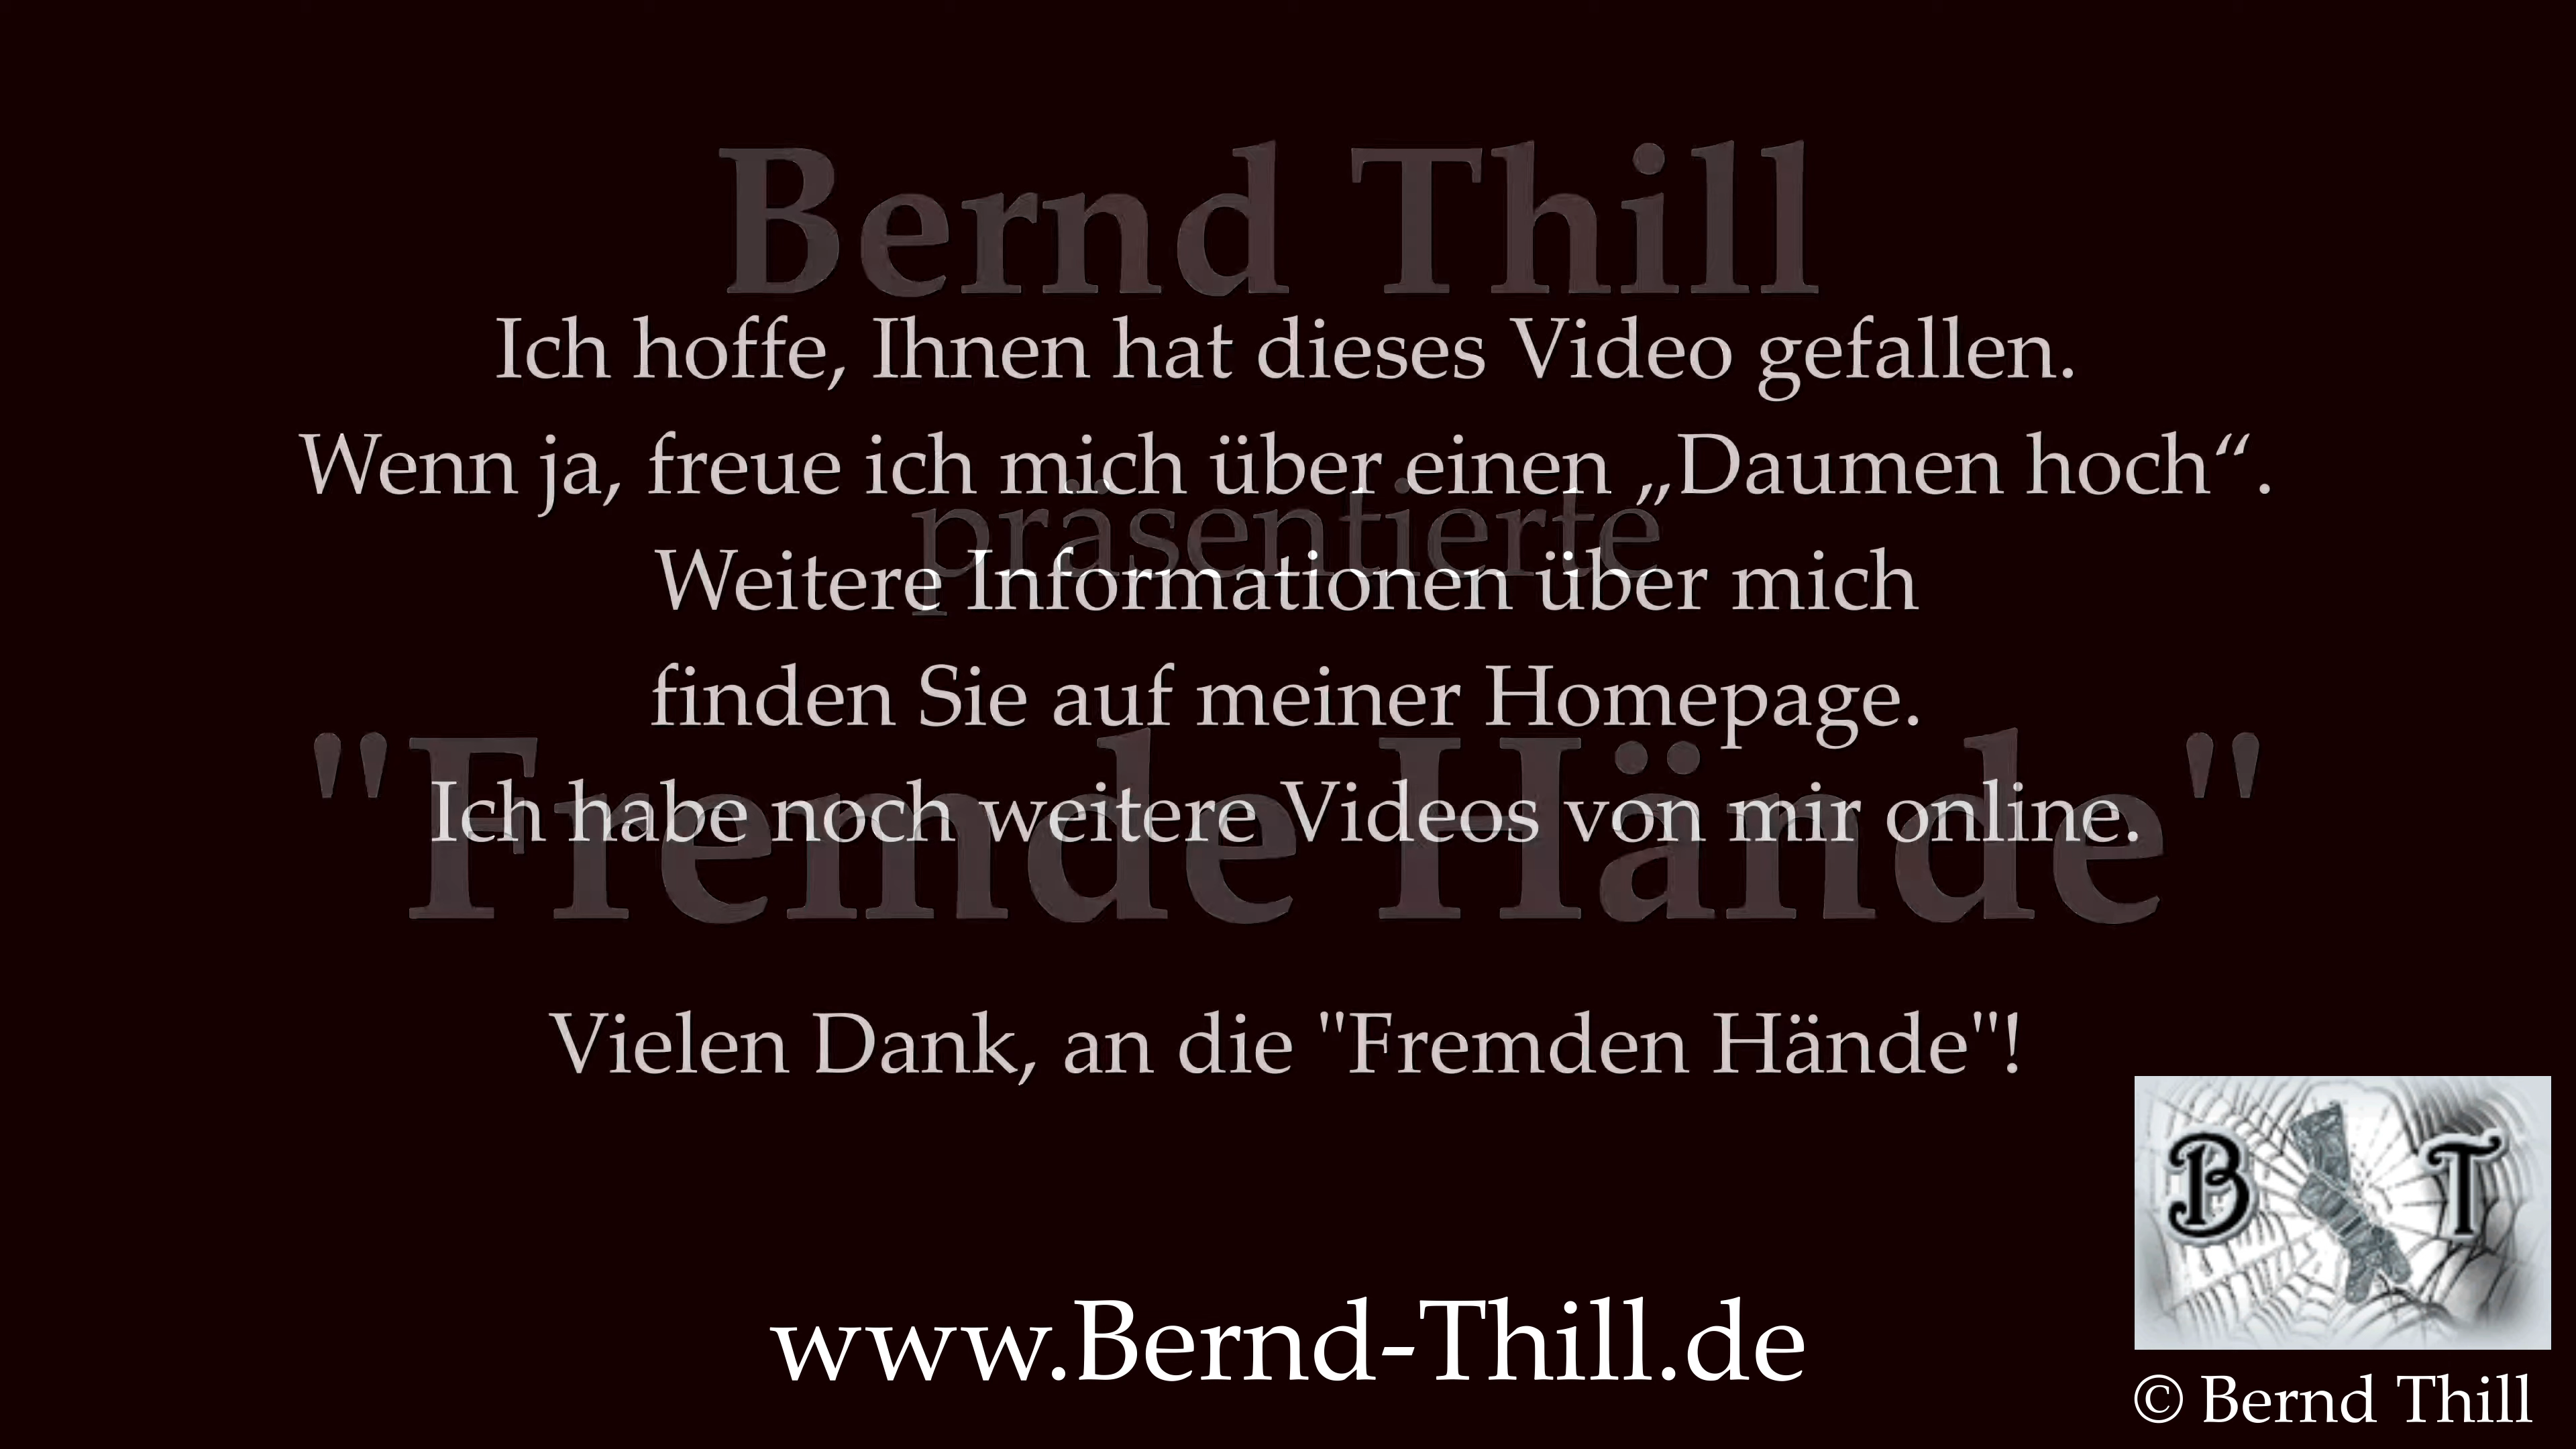 Bernd Thill
Ich hoffe, Ihnen hat dieses Video gefallen.
Wenn ja, freue ich mich über einen „Daumen hoch“.
präsentierte
Weitere Informationen über mich
finden Sie auf meiner Homepage.
"Fremde Hände"
Ich habe noch weitere Videos von mir online.
Vielen Dank, an die "Fremden Hände"!
B T
www.Bernd-Thill.de
© Bernd Thill